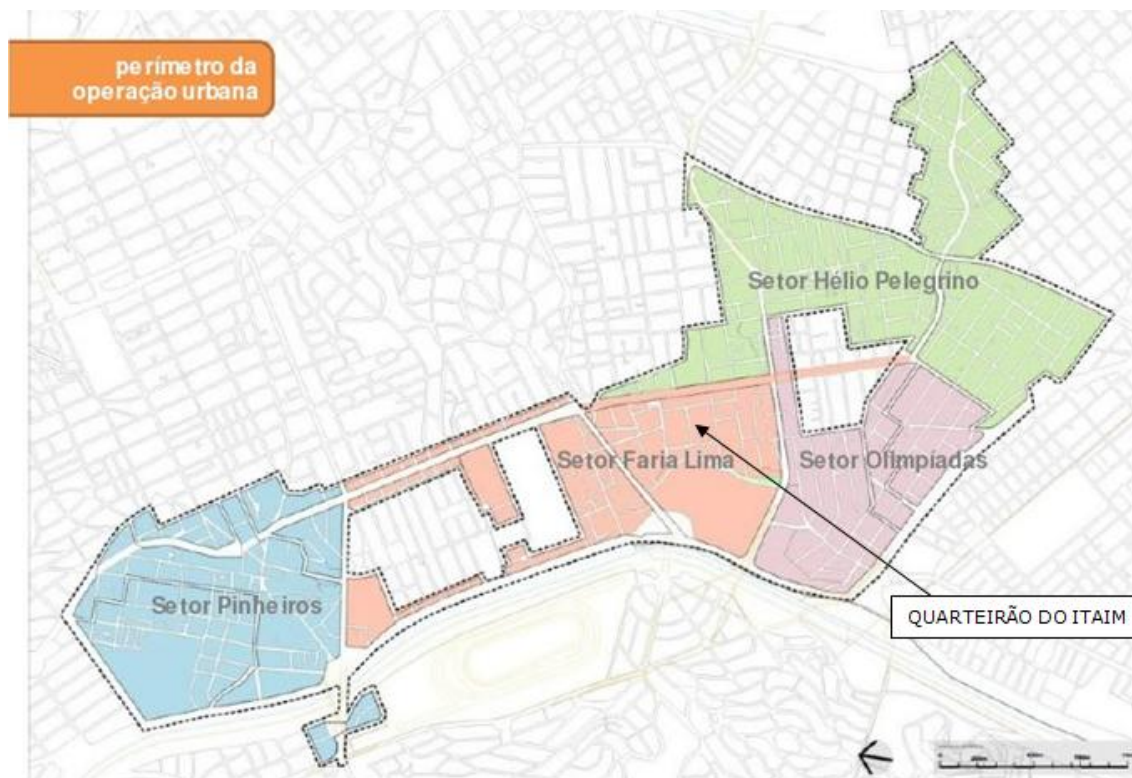 perímetro da
operação urbana
Setor Hélio Pelegrino
Setor Faria Lima
Setor Olimpíadas
Setor Pinheiros
QUARTEIRÃO DO ITAIM